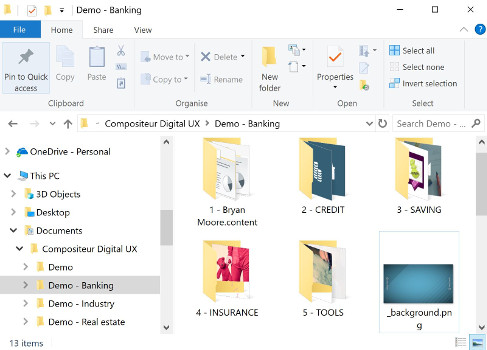 Demo - Banking
File Home Share View
Pin to Quick access
Copy
Paste
Move to
Copy to
Delete
Rename
New folder
Properties
Select all
Select none
Invert selection
Clipboard Organise New Open Select
Compositeur Digital UX > Demo - Banking
Search Demo - ...
OneDrive - Personal
This PC
3D Objects
Desktop
Documents
Compositeur Digital UX
Demo
Demo - Banking
Demo - Industry
Demo - Real estate
1 - Bryan
Moore.content
2 - CREDIT
3 - SAVING
4 - INSURANCE
5 - TOOLS
_background.pn
g
13 items